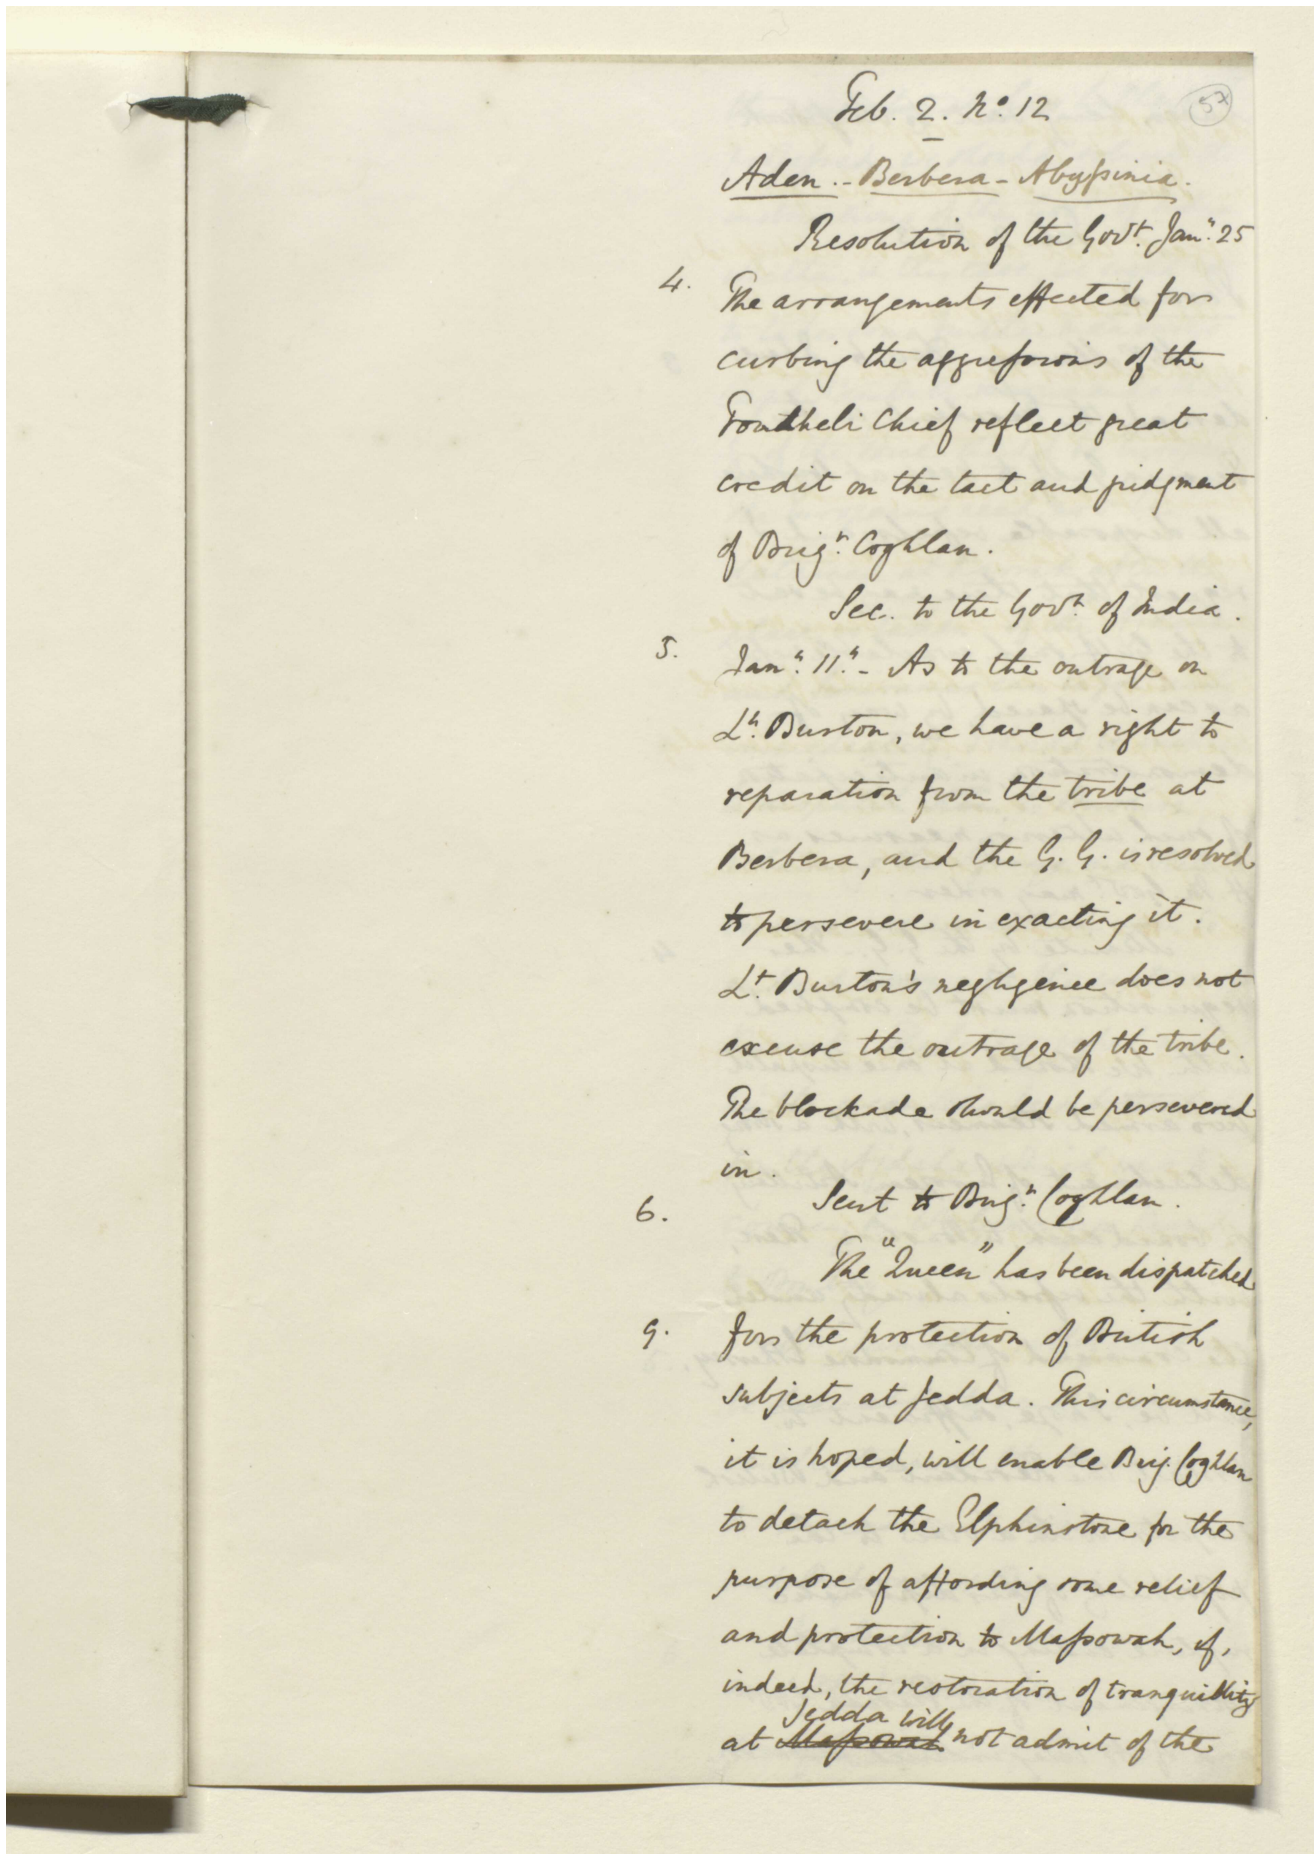 Feb. 2. No. 12
57
Aden. - Berbera - Abyssinia.
Resolution of the Govt. Jany. 25
4. The arrangements effected for
curbing the aggressions of the
Foudtheli Chief reflect great
credit on the tact and judgment
of Brigr. Coghlan.
Sec. to the Govt. of India.
5. Jany. 11. - As to the outrage on
Lt. Burton, we have a right to
reparation from the tribe at
Berbera, and the G. G. is resolved
to persevere in exacting it.
Lt. Burton's negligence does not
excuse the outrage of the tribe.
The blockade should be persevered
in.
6. Sent to Brigr. Coghlan.
The "Queen" has been dispatched
9. for the protection of British
subjects at Jedda. This circumstance,
it is hoped, will enable Brig. Coghlan
to detach the Elphinstone for the
purpose of affording some relief
and protection to Massowah, if,
indeed, the restoration of tranquillity
Jedda will
at Massowah not admit of the